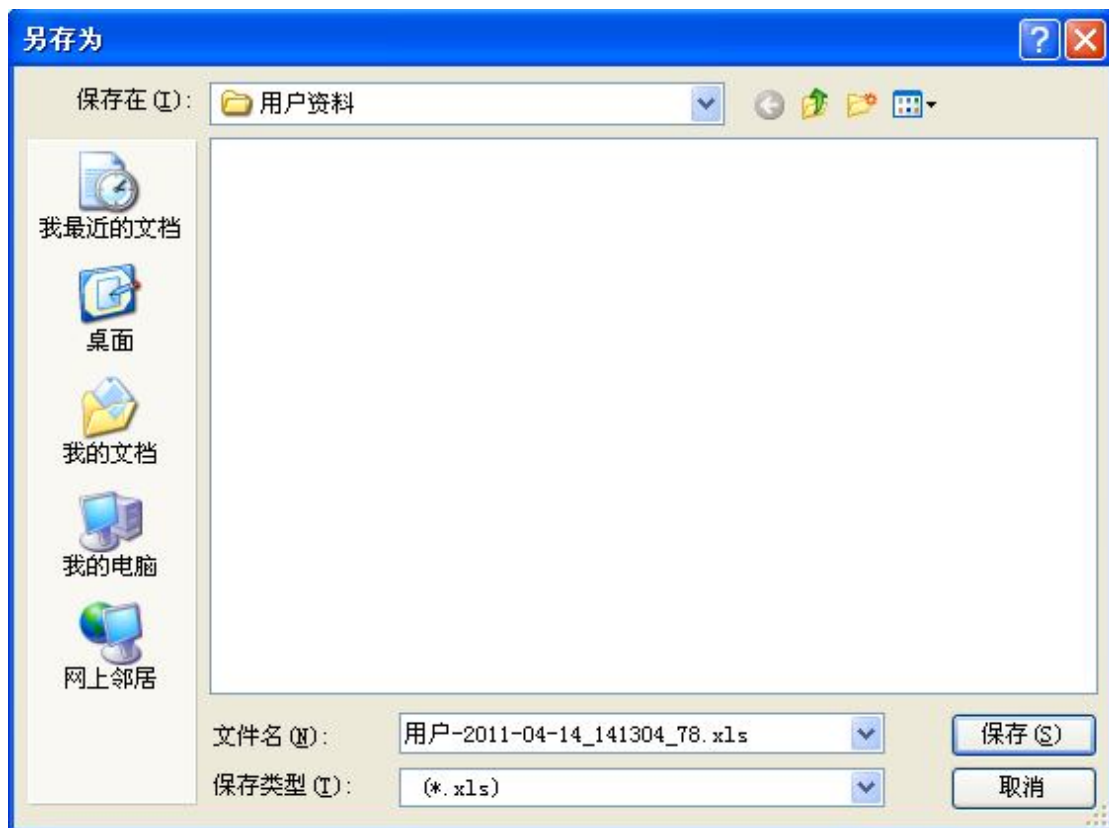 另存为
保存在(I):
用户资料
我最近的文档
桌面
我的文档
我的电脑
网上邻居
文件名(N):
用户-2011-04-14_141304_78.xls
保存(S)
保存类型(T):
(*.xls)
取消